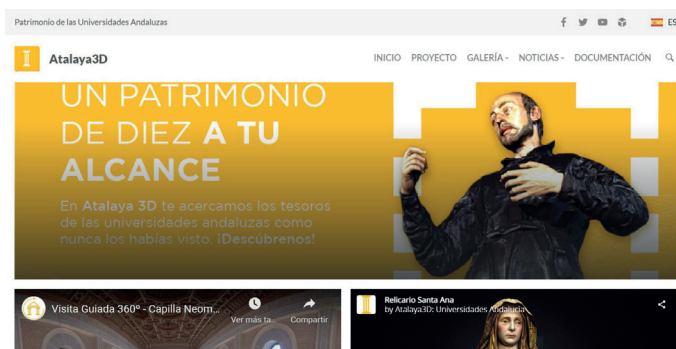 Patrimonio de las Universidades Andaluzas
ES
Atalaya3D
INICIO PROYECTO GALERÍA NOTICIAS DOCUMENTACIÓN
UN PATRIMONIO
DE DIEZ A TU
ALCANCE
En Atalaya 3D te acercamos los tesoros
de las universidades andaluzas como
nunca los habías visto. ¡Descúbrenos!
Visita Guiada 360º - Capilla Neom...
Ver más ta...
Compartir
Relicario Santa Ana
by Atalaya3D: Universidades Andalucía